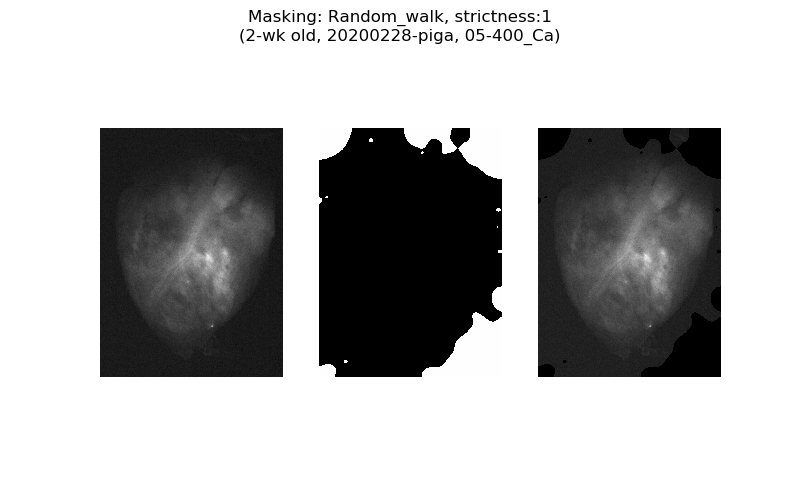 Masking: Random_walk, strictness:1
(2-wk old, 20200228-piga, 05-400_Ca)